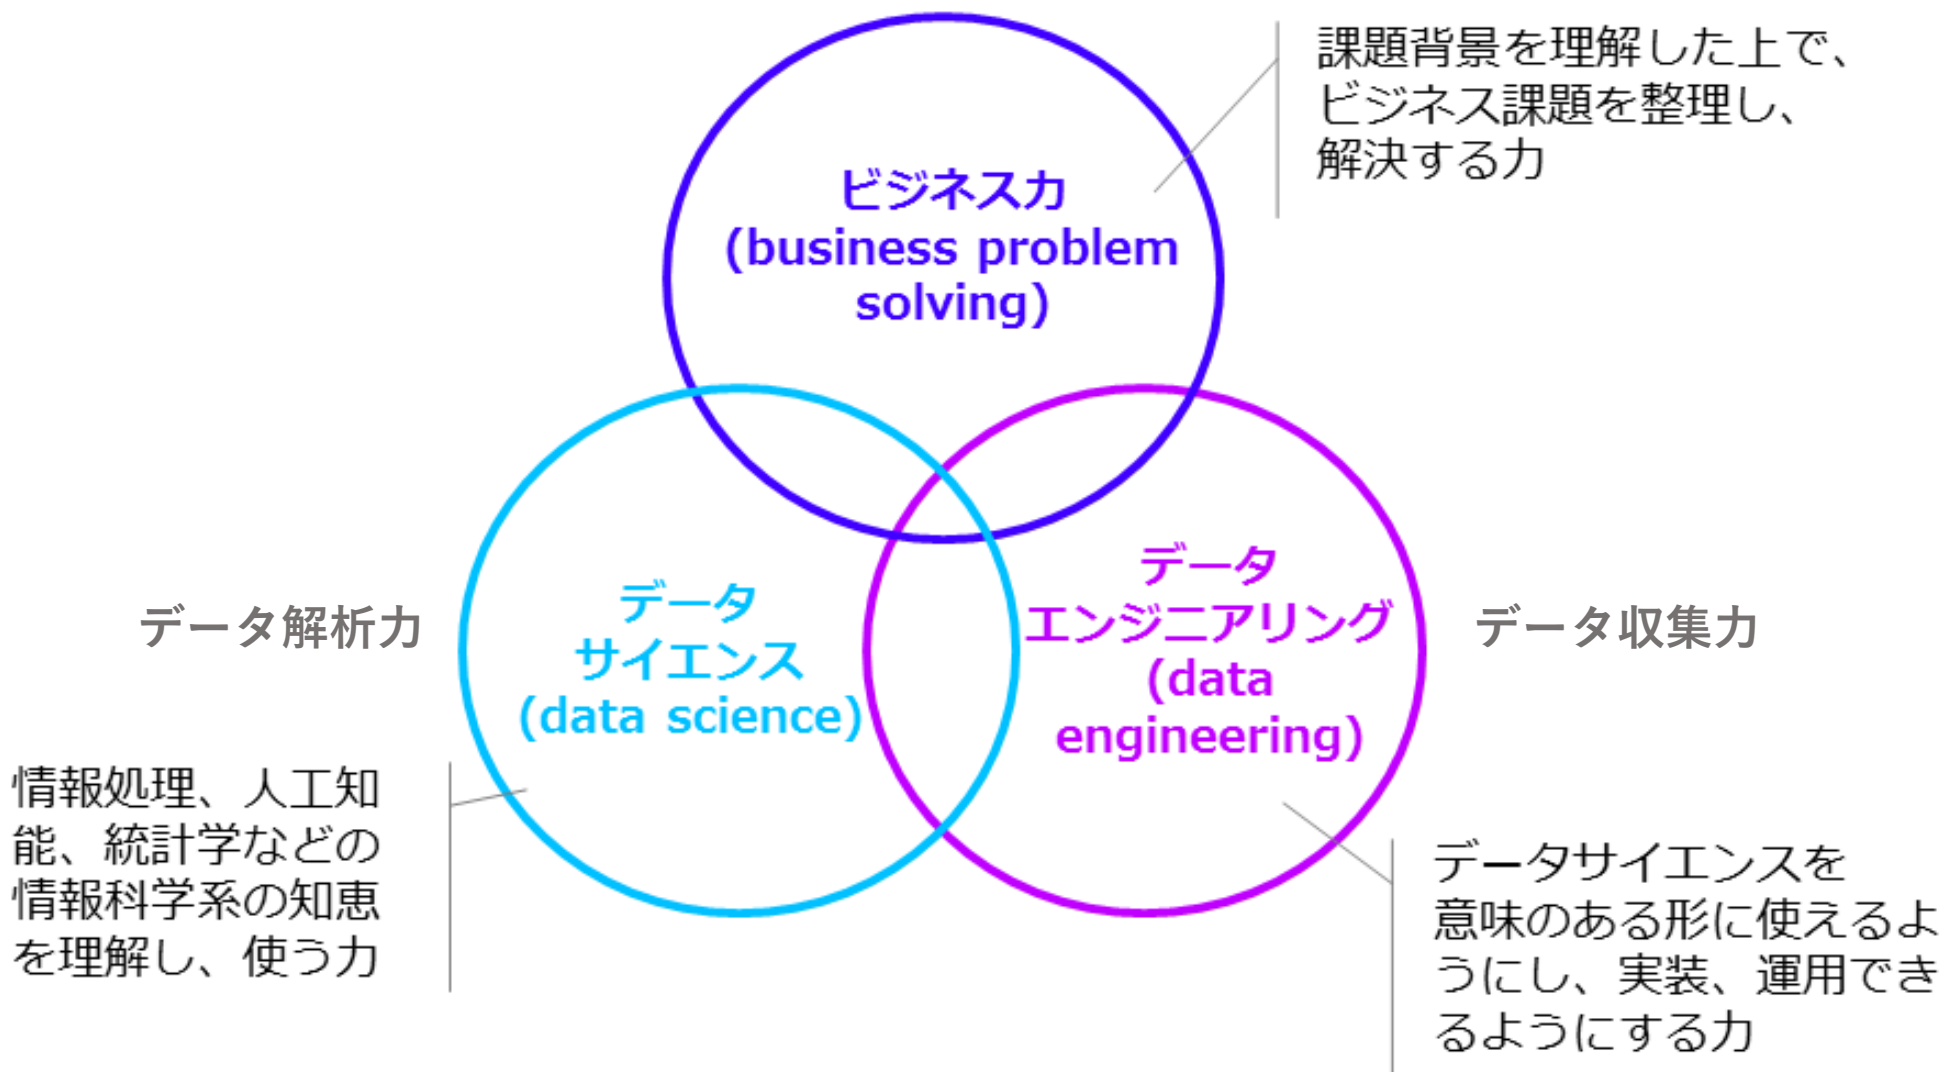 課題背景を理解した上で、
ビジネス課題を整理し、
解決する力
ビジネス力
(business problem
solving)
データ
サイエンス
(data science)
データ
エンジニアリング
(data
engineering)
データ解析力
データ収集力
情報処理、人工知
能、統計学などの
情報科学系の知恵
を理解し、使う力
データサイエンスを
意味のある形に使えるよ
うにし、実装、運用でき
るようにする力